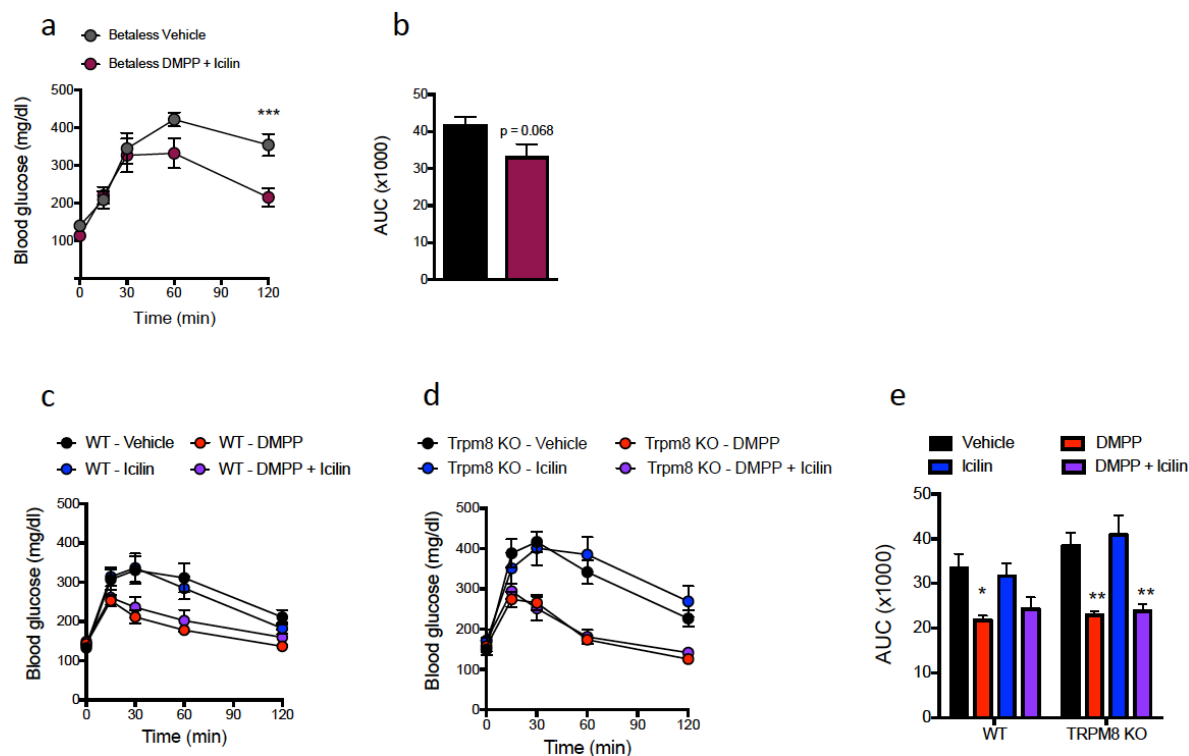 a
Betaless Vehicle
Betaless DMPP + Icilin
500
400
300
200
100
Blood glucose (mg/dl)
***
0 30 60 90 120
Time (min)
b
50
40
30
20
10
0
AUC (x1000)
p = 0.068
c
WT - Vehicle WT - DMPP
WT - Icilin WT - DMPP + Icilin
500
400
300
200
100
0
Blood glucose (mg/dl)
0 30 60 90 120
Time (min)
d
Trpm8 KO - Vehicle Trpm8 KO - DMPP
Trpm8 KO - Icilin Trpm8 KO - DMPP + Icilin
500
400
300
200
100
0
Blood glucose (mg/dl)
0 30 60 90 120
Time (min)
e
Vehicle DMPP
Icilin DMPP + Icilin
50
40
30
20
10
0
AUC (x1000)
* ** **
WT TRPM8 KO